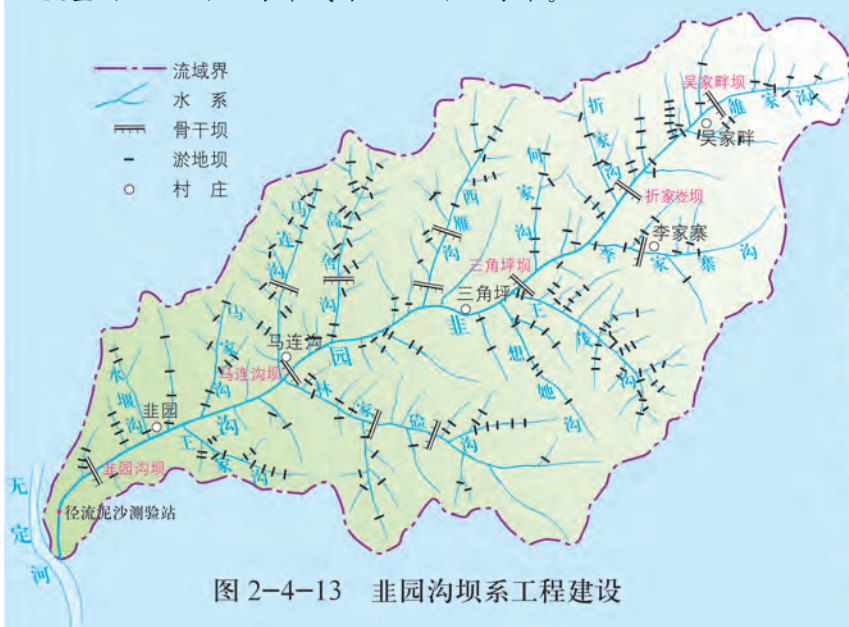 流域界
水系
骨干坝
淤地坝
村庄
吴家畔坝
雒家沟
吴家畔
折家沟
何家沟
折家峁坝
李家寨
李家寨沟
西雁沟
三角坪坝
三角坪
高舍沟
马连沟
马家沟
马连沟
马连沟坝
韭园沟
王茂沟
想她沟
林家硷沟
水堰沟
韭园
王家沟
韭园沟坝
径流泥沙测验站
无定河
图 2-4-13 韭园沟坝系工程建设